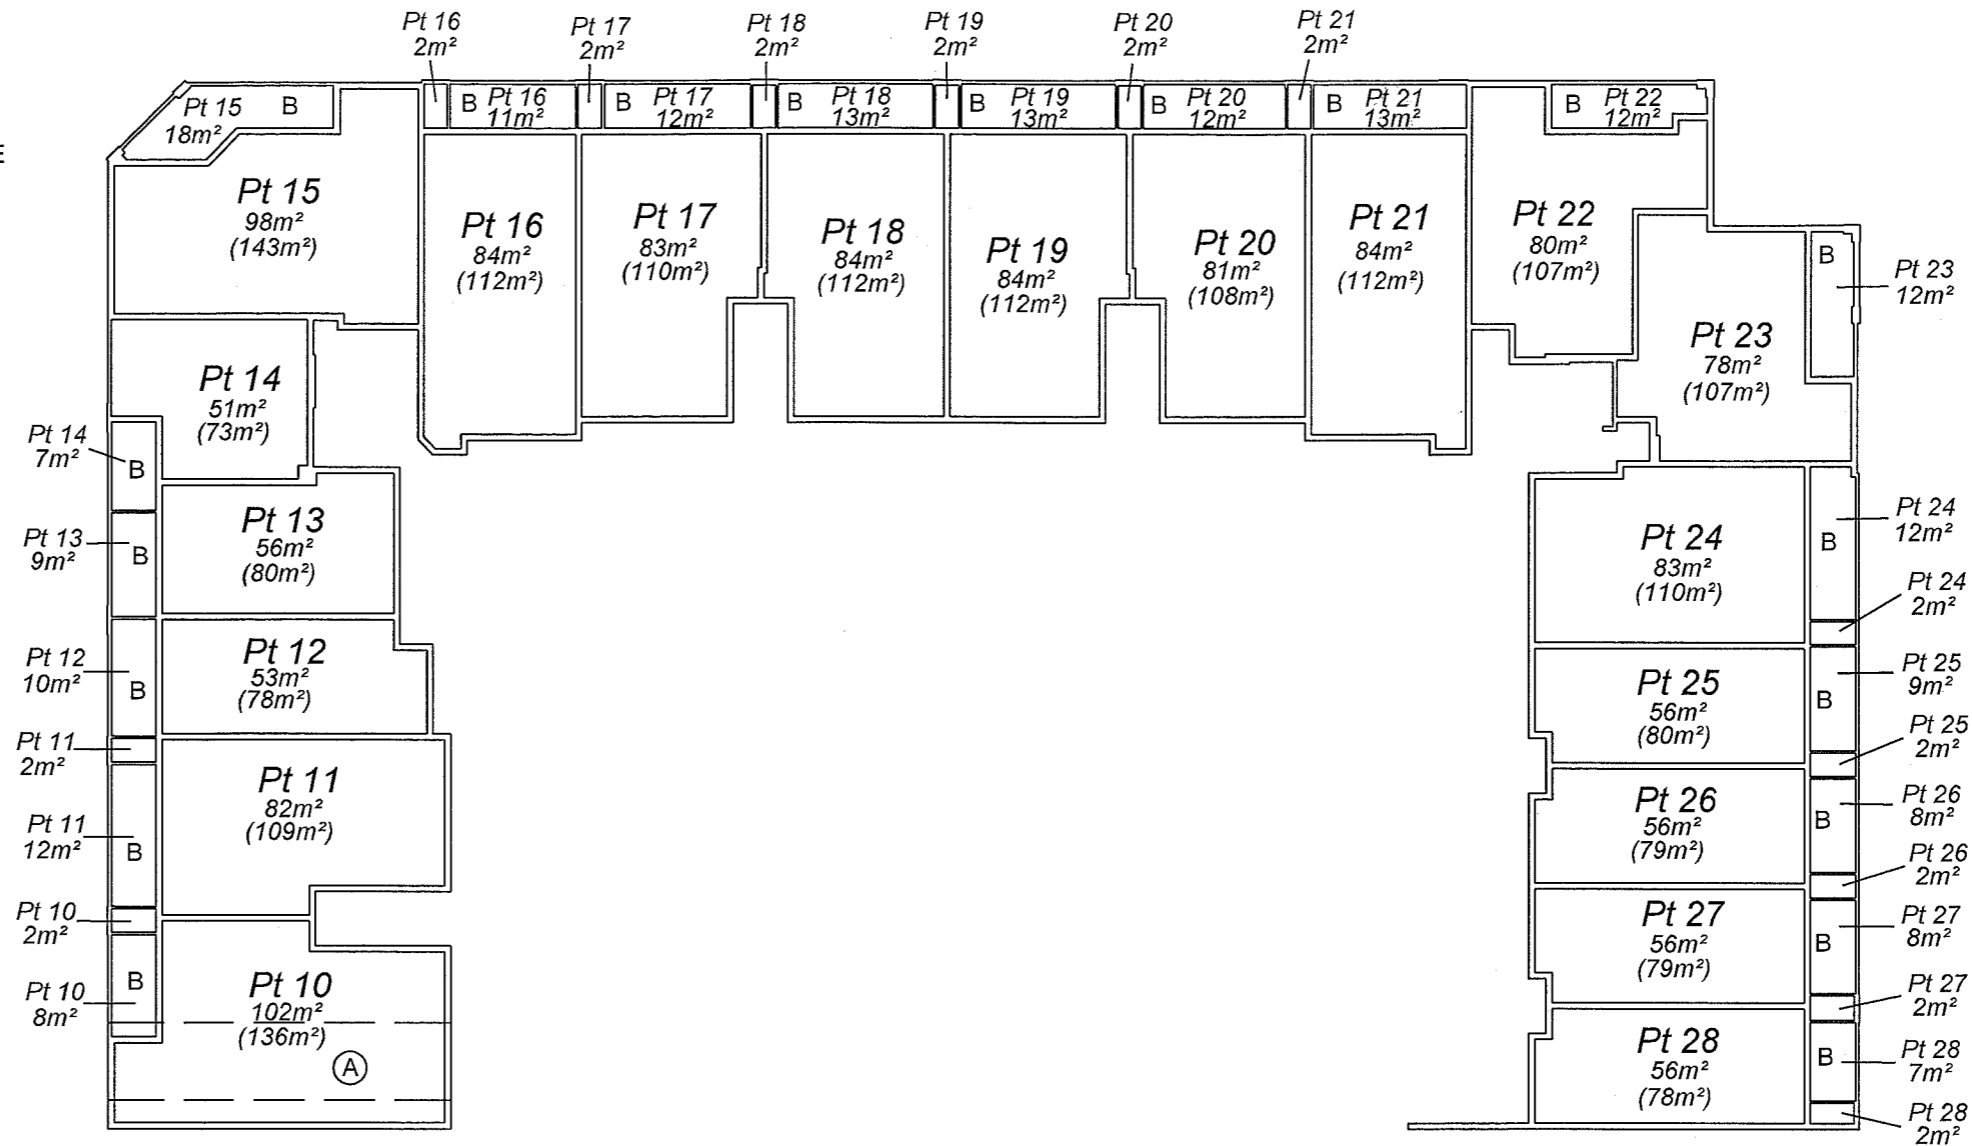 Pt 16
2m²
Pt 17
2m²
Pt 18
2m²
Pt 19
2m²
Pt 20
2m²
Pt 21
2m²
E
Pt 15
18m²
B
B
Pt 16
11m²
B
Pt 17
12m²
B
Pt 18
13m²
B
Pt 19
13m²
B
Pt 20
12m²
B
Pt 21
13m²
B
Pt 22
12m²
Pt 15
98m²
(143m²)
Pt 16
84m²
(112m²)
Pt 17
83m²
(110m²)
Pt 18
84m²
(112m²)
Pt 19
84m²
(112m²)
Pt 20
81m²
(108m²)
Pt 21
84m²
(112m²)
Pt 22
80m²
(107m²)
B
Pt 23
12m²
Pt 23
78m²
(107m²)
Pt 14
51m²
(73m²)
Pt 14
7m²
B
Pt 13
9m²
B
Pt 13
56m²
(80m²)
Pt 12
10m²
B
Pt 12
53m²
(78m²)
Pt 11
2m²
Pt 11
82m²
(109m²)
Pt 11
12m²
B
Pt 10
2m²
Pt 10
8m²
B
Pt 10
102m²
(136m²)
A
Pt 24
83m²
(110m²)
B
Pt 24
12m²
Pt 24
2m²
Pt 25
56m²
(80m²)
B
Pt 25
9m²
Pt 25
2m²
Pt 26
56m²
(79m²)
B
Pt 26
8m²
Pt 26
2m²
Pt 27
56m²
(79m²)
B
Pt 27
8m²
Pt 27
2m²
Pt 28
56m²
(78m²)
B
Pt 28
7m²
Pt 28
2m²